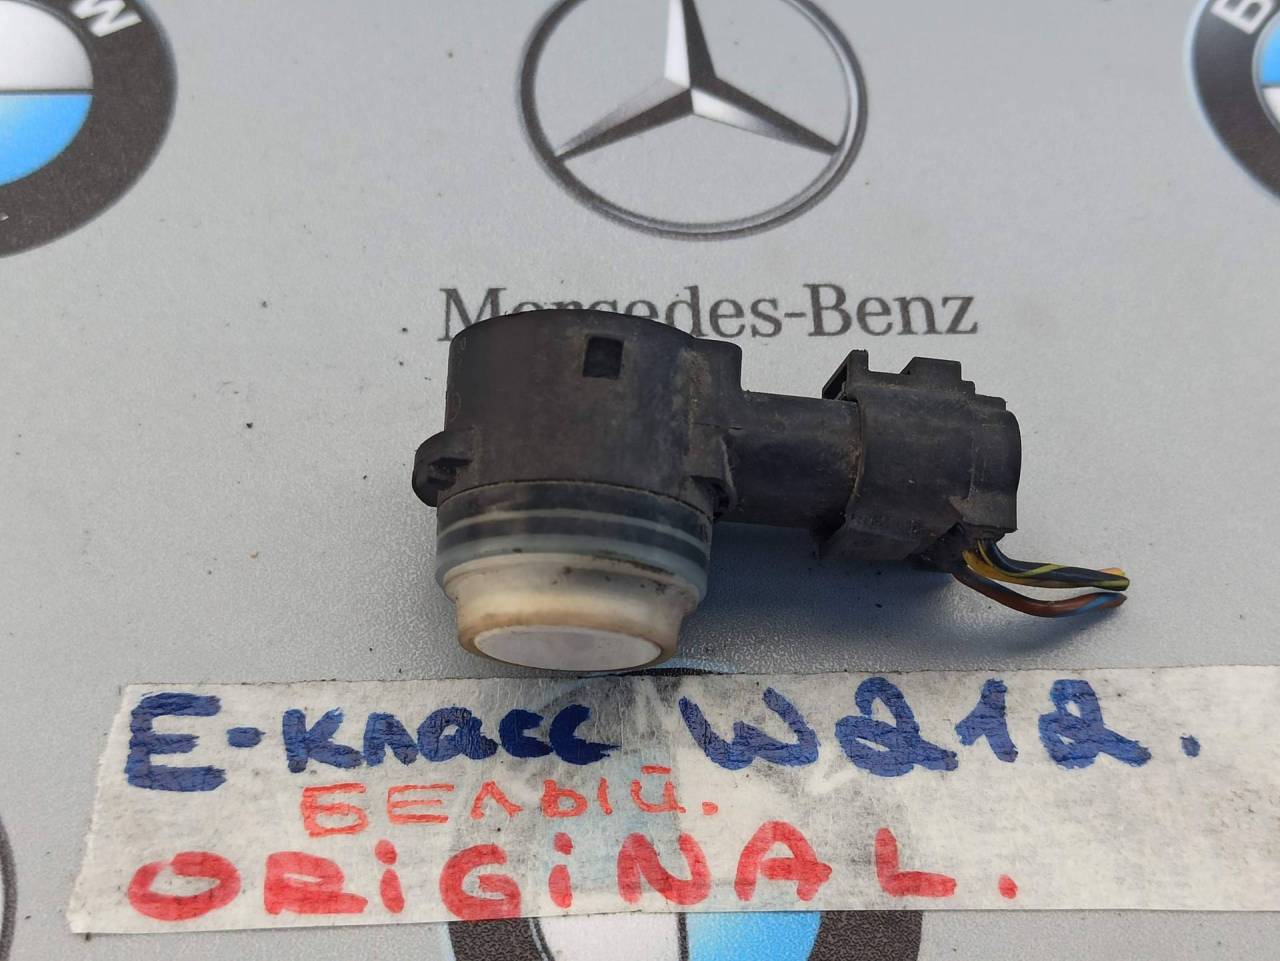 W
B
Mercedes-Benz
E-класс W212.
БЕЛЫЙ.
ORiGiNAL.